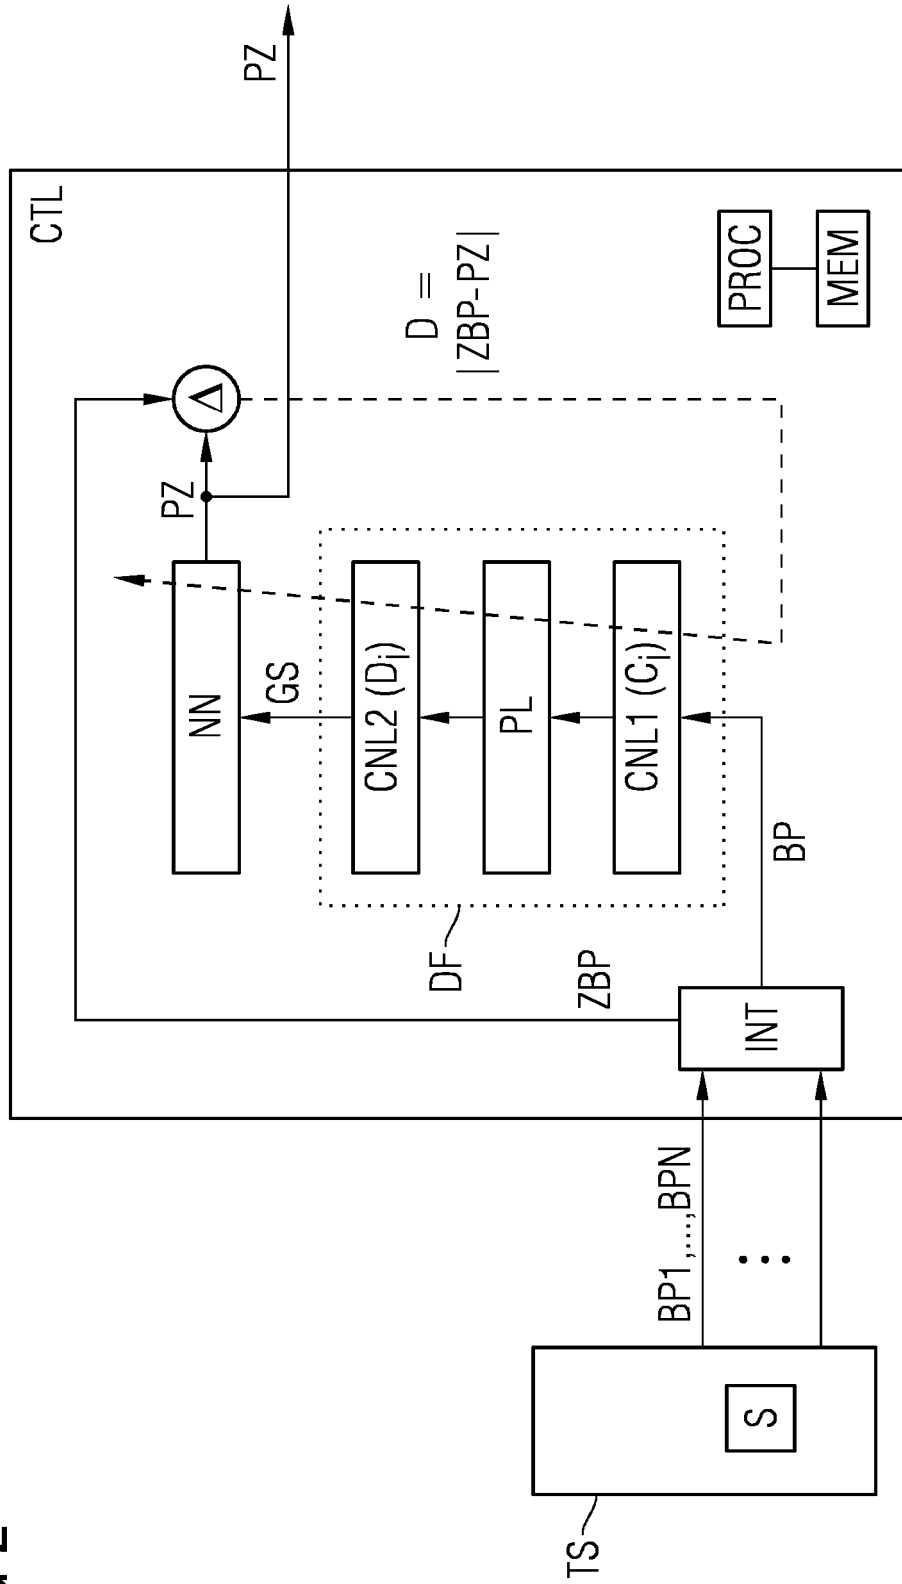 CTL
PZ
PZ
Δ
D =
|ZBP-PZ|
PROC
MEM
NN
GS
CNL2 (Di)
PL
CNL1 (Ci)
DF
ZBP
BP
INT
BP1,...,BPN
...
S
TS